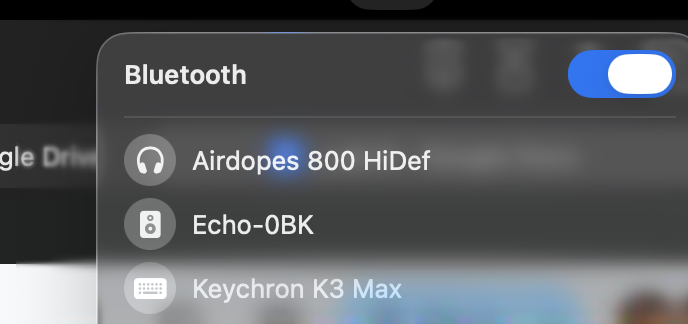 Bluetooth
gle Drive
Airdopes 800 HiDef
Echo-0BK
Keychron K3 Max